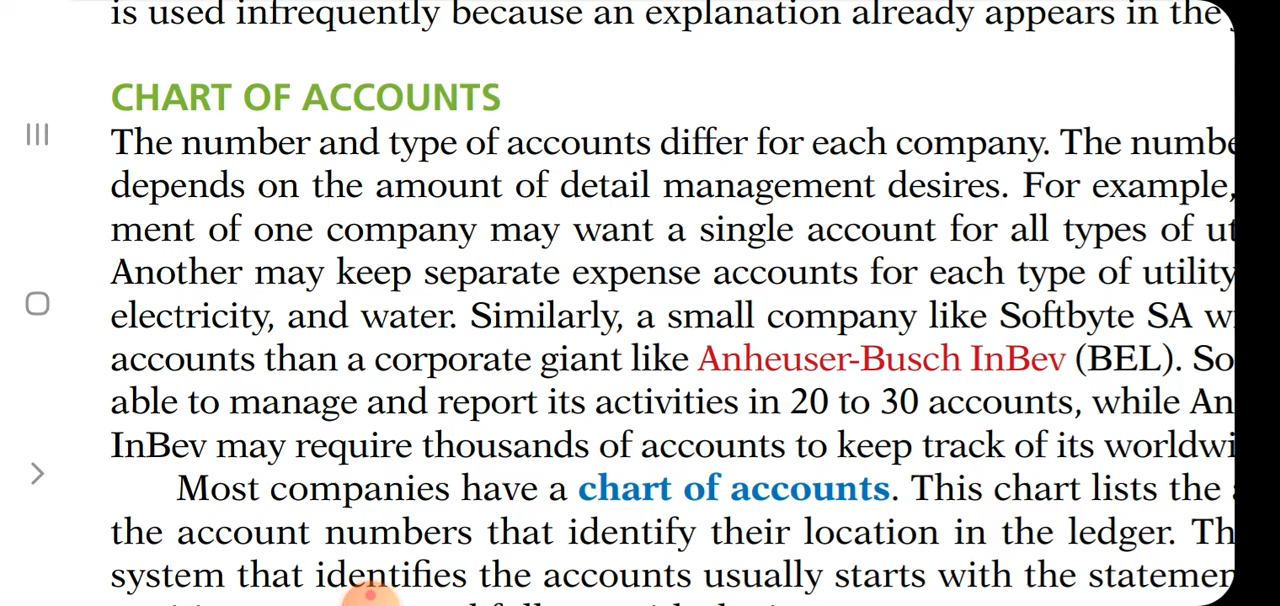 is used infrequently because an explanation already appears in the
CHART OF ACCOUNTS
The number and type of accounts differ for each company. The numbe
depends on the amount of detail management desires. For example,
ment of one company may want a single account for all types of ut
Another may keep separate expense accounts for each type of utility
electricity, and water. Similarly, a small company like Softbyte SA w
accounts than a corporate giant like Anheuser-Busch InBev (BEL). So
able to manage and report its activities in 20 to 30 accounts, while An
InBev may require thousands of accounts to keep track of its worldwi
Most companies have a chart of accounts. This chart lists the
the account numbers that identify their location in the ledger. Th
system that identifies the accounts usually starts with the statemen